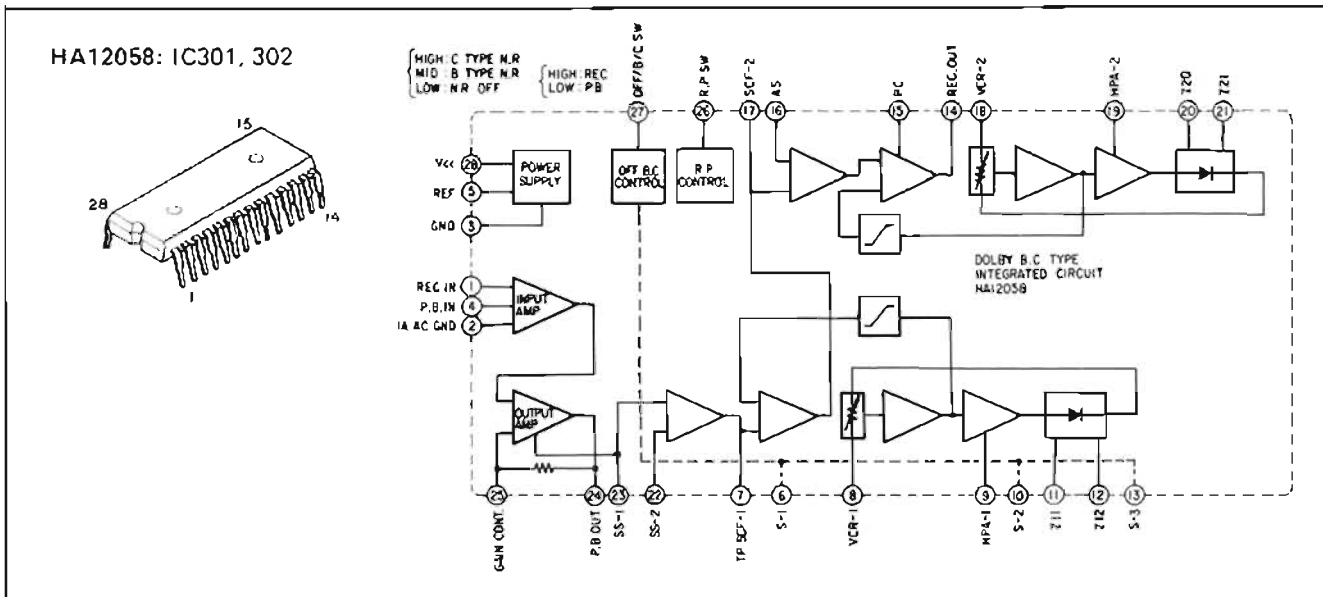 HA12058: IC301, 302
15
28
14
1
HIGH: C TYPE N.R
MID: B TYPE N.R
LOW: N.R OFF
HIGH: REC
LOW: PB
OFF/B/C SW
R.P SW
SCF-2
AS
PC
REC.OUT
VCR-2
HPA-2
T20
T21
27
26
17
16
15
14
18
19
20
21
Vcc 28
REF 5
GND 3
POWER
SUPPLY
OFF B.C
CONTROL
R P
CONTROL
DOLBY B.C TYPE
INTEGRATED CIRCUIT
HA12058
REC IN 1
P.B.IN 4
IA AC GND 2
INPUT
AMP
OUTPUT
AMP
25
24
23
22
7
6
8
9
10
11
12
13
GAIN CONT.
P.B OUT
SS-1
SS-2
TP SCF-1
S-1
VCR-1
HPA-1
S-2
T11
T12
S-3